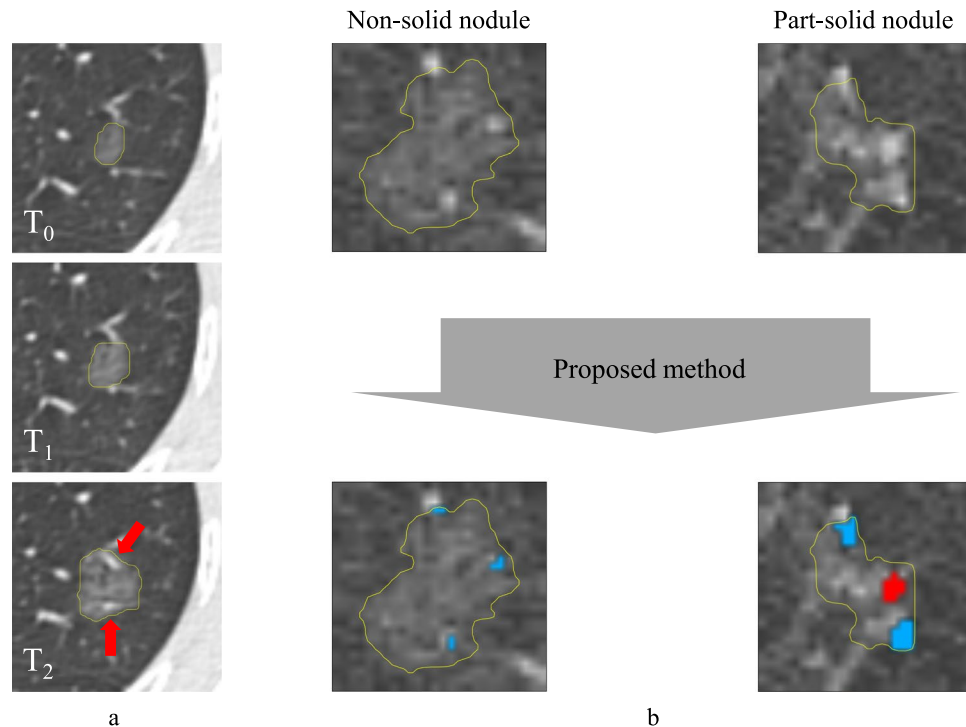 Non-solid nodule
Part-solid nodule
T0
T1
Proposed method
T2
a
b